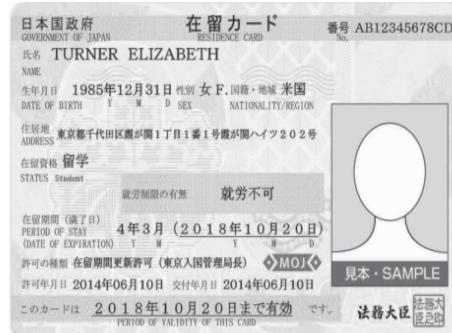 日本国政府 在留カード 番号 AB12345678CD
GOVERNMENT OF JAPAN RESIDENCE CARD No.
氏名 TURNER ELIZABETH
NAME
生年月日 1985年12月31日 性別 女 F. 国籍・地域 米国
DATE OF BIRTH Y M D SEX NATIONALITY/REGION
住居地 東京都千代田区霞が関1丁目1番1号霞が関ハイツ202号
ADDRESS
在留資格 留学
STATUS Student
就労制限の有無 就労不可
在留期間(満了日) 4年3月(2018年10月20日)
PERIOD OF STAY
(DATE OF EXPIRATION) Y M Y M D
許可の種類 在留期間更新許可(東京入国管理局長) MOJ
許可年月日 2014年06月10日 交付年月日 2014年06月10日
見本・SAMPLE
このカードは 2018年10月20日まで有効 です。
PERIOD OF VALIDITY OF THIS CARD
法務大臣